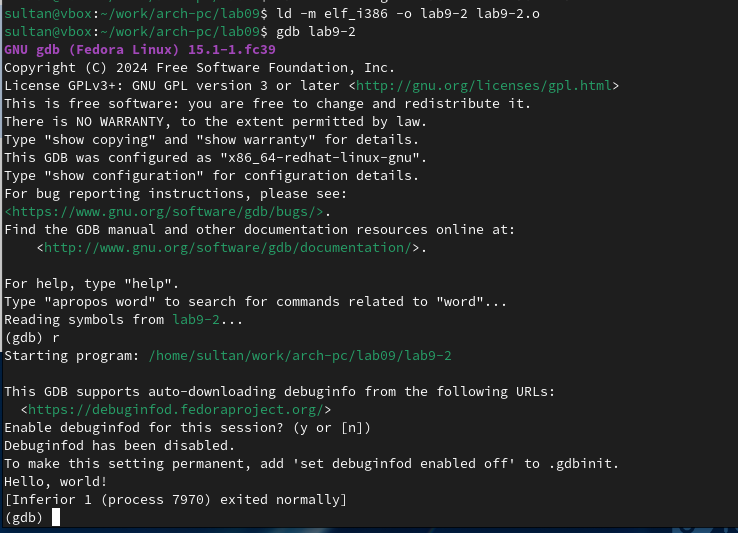 sultan@vbox:~/work/arch-pc/lab09$ ld -m elf_i386 -o lab9-2 lab9-2.o
sultan@vbox:~/work/arch-pc/lab09$ gdb lab9-2
GNU gdb (Fedora Linux) 15.1-1.fc39
Copyright (C) 2024 Free Software Foundation, Inc.
License GPLv3+: GNU GPL version 3 or later <http://gnu.org/licenses/gpl.html>
This is free software: you are free to change and redistribute it.
There is NO WARRANTY, to the extent permitted by law.
Type "show copying" and "show warranty" for details.
This GDB was configured as "x86_64-redhat-linux-gnu".
Type "show configuration" for configuration details.
For bug reporting instructions, please see:
<https://www.gnu.org/software/gdb/bugs/>.
Find the GDB manual and other documentation resources online at:
    <http://www.gnu.org/software/gdb/documentation/>.

For help, type "help".
Type "apropos word" to search for commands related to "word"...
Reading symbols from lab9-2...
(gdb) r
Starting program: /home/sultan/work/arch-pc/lab09/lab9-2

This GDB supports auto-downloading debuginfo from the following URLs:
  <https://debuginfod.fedoraproject.org/>
Enable debuginfod for this session? (y or [n])
Debuginfod has been disabled.
To make this setting permanent, add 'set debuginfod enabled off' to .gdbinit.
Hello, world!
[Inferior 1 (process 7970) exited normally]
(gdb)